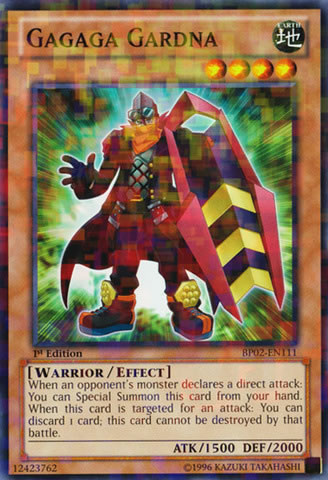 GAGAGA GARDNA
EARTH
地
1st Edition
BP02-EN111
[WARRIOR/EFFECT]
When an opponent's monster declares a direct attack:
You can Special Summon this card from your hand.
When this card is targeted for an attack: You can
discard 1 card; this card cannot be destroyed by that
battle.
ATK/1500 DEF/2000
12423762
©1996 KAZUKI TAKAHASHI